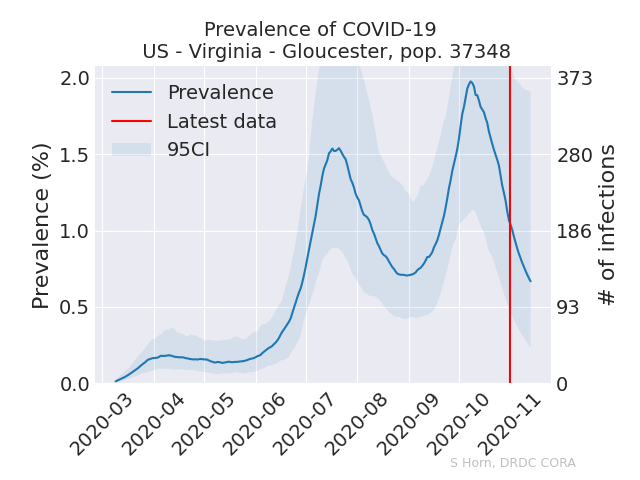 Prevalence of COVID-19
US - Virginia - Gloucester, pop. 37348
Prevalence (%)
2.0
1.5
1.0
0.5
0.0
Prevalence
Latest data
95CI
373
280
186
93
0
# of infections
2020-03
2020-04
2020-05
2020-06
2020-07
2020-08
2020-09
2020-10
2020-11
S Horn, DRDC CORA